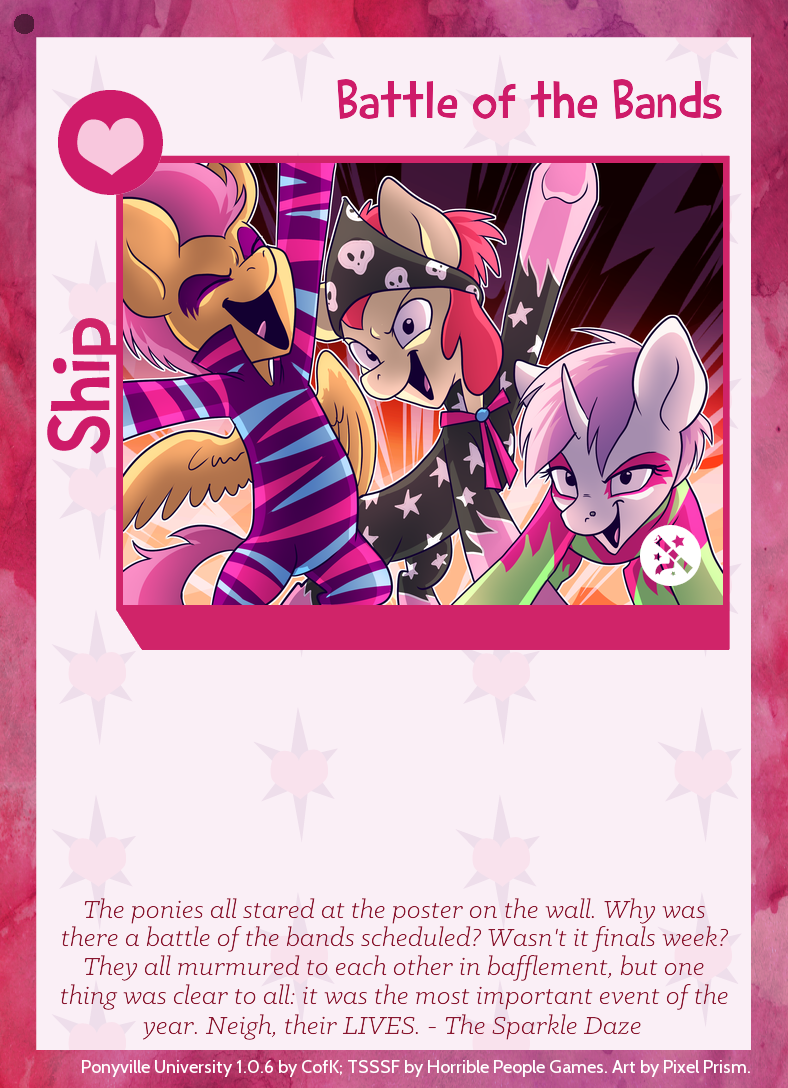 Battle of the Bands
Ship
The ponies all stared at the poster on the wall. Why was
there a battle of the bands scheduled? Wasn't it finals week?
They all murmured to each other in bafflement, but one
thing was clear to all: it was the most important event of the
year. Neigh, their LIVES. - The Sparkle Daze
Ponyville University 1.0.6 by CofK; TSSSF by Horrible People Games. Art by Pixel Prism.